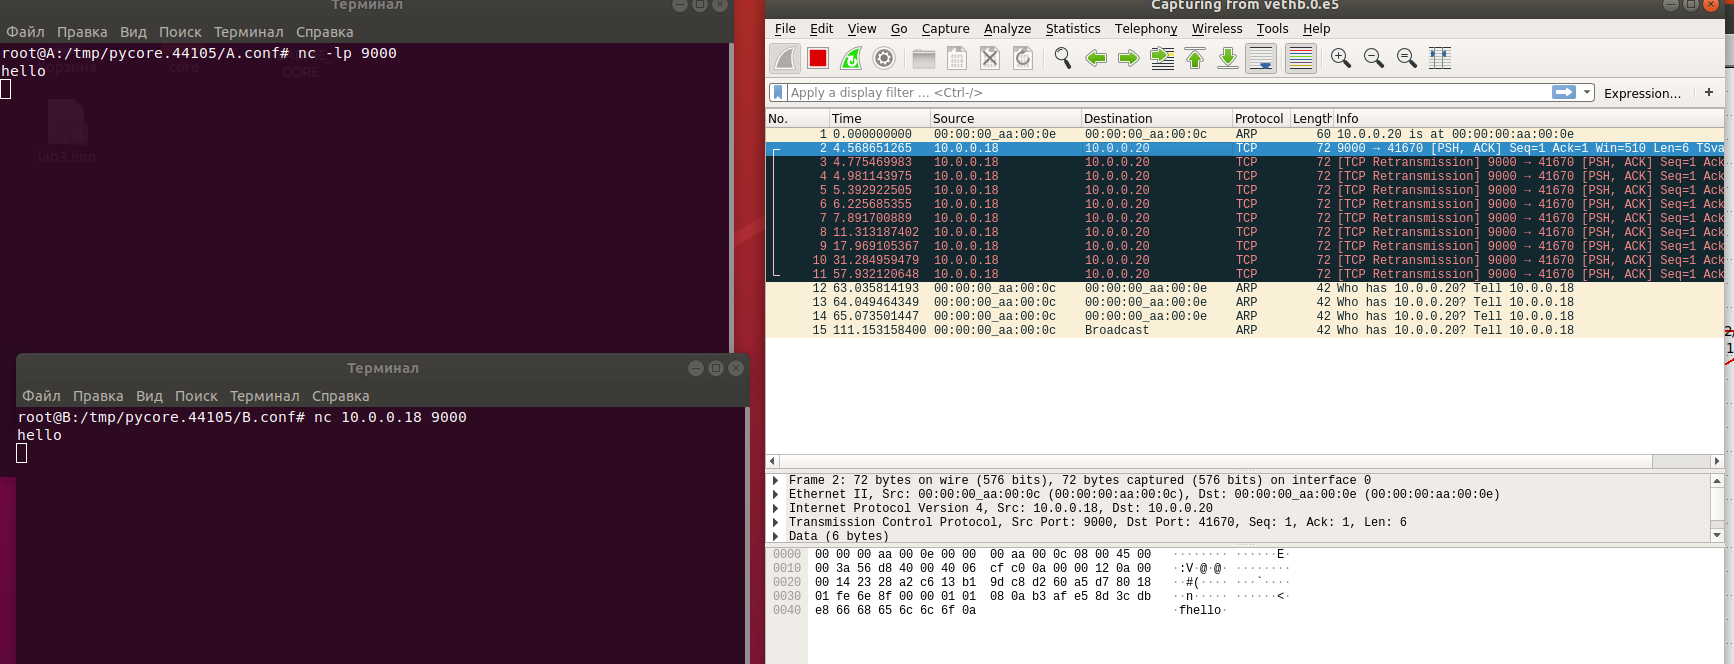 Терминал
Файл Правка Вид Поиск Терминал Справка
root@A:/tmp/pycore.44105/A.conf# nc -lp 9000
hello
корзина core CORE
lab3.imn
Терминал
Файл Правка Вид Поиск Терминал Справка
root@B:/tmp/pycore.44105/B.conf# nc 10.0.0.18 9000
hello
Capturing from vethb.0.e5
File Edit View Go Capture Analyze Statistics Telephony Wireless Tools Help
Apply a display filter … <Ctrl-/> Expression… +
No. Time Source Destination Protocol Length Info
1 0.000000000 00:00:00_aa:00:0e 00:00:00_aa:00:0c ARP 60 10.0.0.20 is at 00:00:00:aa:00:0e
2 4.568651265 10.0.0.18 10.0.0.20 TCP 72 9000 → 41670 [PSH, ACK] Seq=1 Ack=1 Win=510 Len=6 TSva
3 4.775469983 10.0.0.18 10.0.0.20 TCP 72 [TCP Retransmission] 9000 → 41670 [PSH, ACK] Seq=1 Ack
4 4.981143975 10.0.0.18 10.0.0.20 TCP 72 [TCP Retransmission] 9000 → 41670 [PSH, ACK] Seq=1 Ack
5 5.392922505 10.0.0.18 10.0.0.20 TCP 72 [TCP Retransmission] 9000 → 41670 [PSH, ACK] Seq=1 Ack
6 6.225685355 10.0.0.18 10.0.0.20 TCP 72 [TCP Retransmission] 9000 → 41670 [PSH, ACK] Seq=1 Ack
7 7.891700889 10.0.0.18 10.0.0.20 TCP 72 [TCP Retransmission] 9000 → 41670 [PSH, ACK] Seq=1 Ack
8 11.313187402 10.0.0.18 10.0.0.20 TCP 72 [TCP Retransmission] 9000 → 41670 [PSH, ACK] Seq=1 Ack
9 17.969105367 10.0.0.18 10.0.0.20 TCP 72 [TCP Retransmission] 9000 → 41670 [PSH, ACK] Seq=1 Ack
10 31.284959479 10.0.0.18 10.0.0.20 TCP 72 [TCP Retransmission] 9000 → 41670 [PSH, ACK] Seq=1 Ack
11 57.932120648 10.0.0.18 10.0.0.20 TCP 72 [TCP Retransmission] 9000 → 41670 [PSH, ACK] Seq=1 Ack
12 63.035814193 00:00:00_aa:00:0c 00:00:00_aa:00:0e ARP 42 Who has 10.0.0.20? Tell 10.0.0.18
13 64.049464349 00:00:00_aa:00:0c 00:00:00_aa:00:0e ARP 42 Who has 10.0.0.20? Tell 10.0.0.18
14 65.073501447 00:00:00_aa:00:0c 00:00:00_aa:00:0e ARP 42 Who has 10.0.0.20? Tell 10.0.0.18
15 111.153158400 00:00:00_aa:00:0c Broadcast ARP 42 Who has 10.0.0.20? Tell 10.0.0.18
Frame 2: 72 bytes on wire (576 bits), 72 bytes captured (576 bits) on interface 0
Ethernet II, Src: 00:00:00_aa:00:0c (00:00:00:aa:00:0c), Dst: 00:00:00_aa:00:0e (00:00:00:aa:00:0e)
Internet Protocol Version 4, Src: 10.0.0.18, Dst: 10.0.0.20
Transmission Control Protocol, Src Port: 9000, Dst Port: 41670, Seq: 1, Ack: 1, Len: 6
Data (6 bytes)
0000 00 00 00 aa 00 0e 00 00 00 aa 00 0c 08 00 45 00 ········ ······E·
0010 00 3a 56 d8 40 00 40 06 cf c0 0a 00 00 12 0a 00 ·:V·@·@· ········
0020 00 14 23 28 a2 c6 13 b1 9d c8 d2 60 a5 d7 80 18 ··#(···· ···`····
0030 01 fe 6e 8f 00 00 01 01 08 0a b3 af e5 8d 3c db ··n····· ······<·
0040 e8 66 68 65 6c 6c 6f 0a ·fhello·